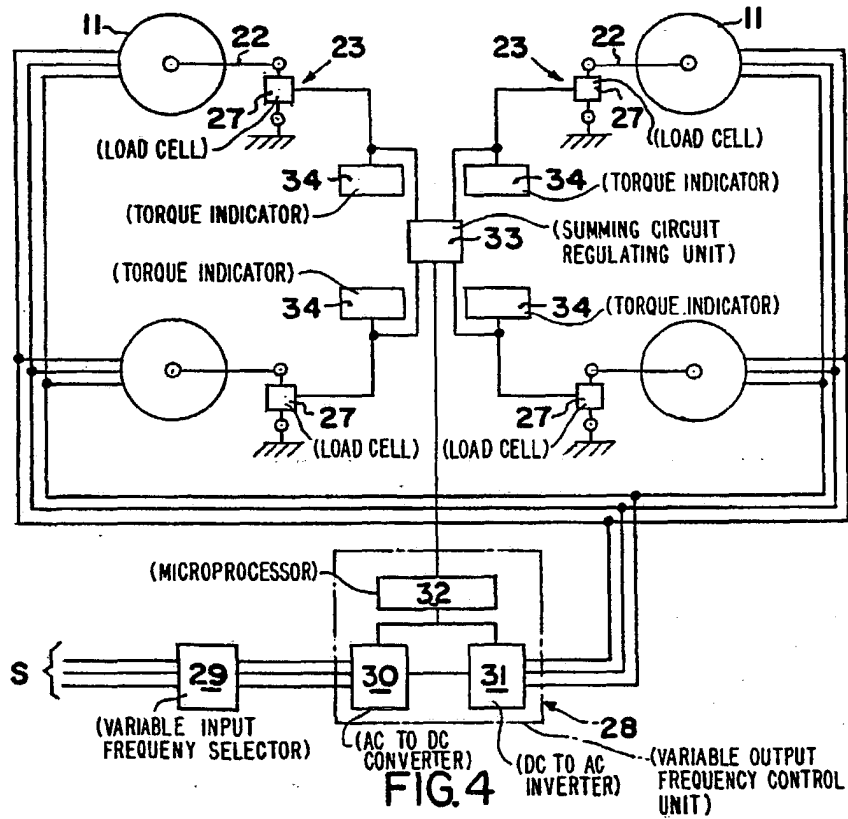 11
22
23
27
(LOAD CELL)
34
(TORQUE INDICATOR)
11
22
23
27
(LOAD CELL)
34
(TORQUE INDICATOR)
33
(SUMMING CIRCUIT
REGULATING UNIT)
(TORQUE INDICATOR)
34
34
(TORQUE INDICATOR)
27
(LOAD CELL)
27
(LOAD CELL)
(MICROPROCESSOR)
32
S
29
30
31
28
(VARIABLE INPUT
FREQUENY SELECTOR)
(AC TO DC
CONVERTER)
(DC TO AC
INVERTER)
(VARIABLE OUTPUT
FREQUENCY CONTROL
UNIT)
FIG.4